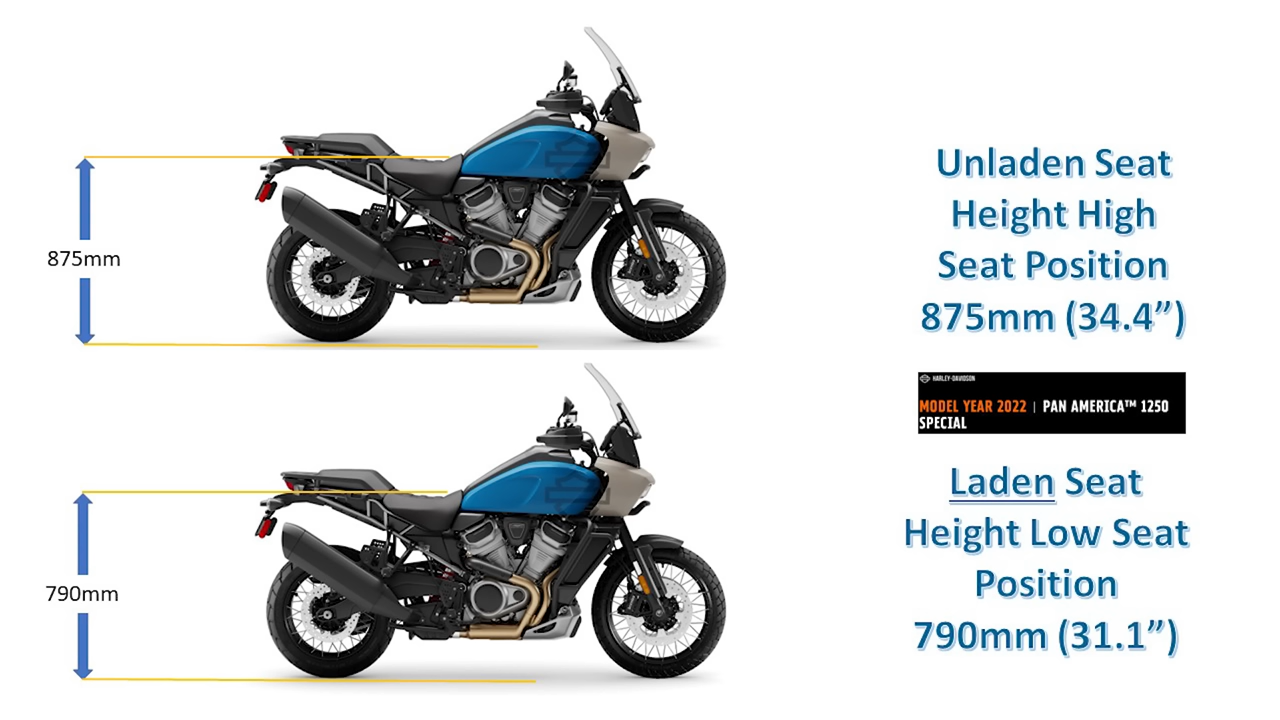 875mm
Unladen Seat
Height High
Seat Position
875mm (34.4”)
HARLEY-DAVIDSON
MODEL YEAR 2022 | PAN AMERICA™ 1250
SPECIAL
790mm
Laden Seat
Height Low Seat
Position
790mm (31.1”)